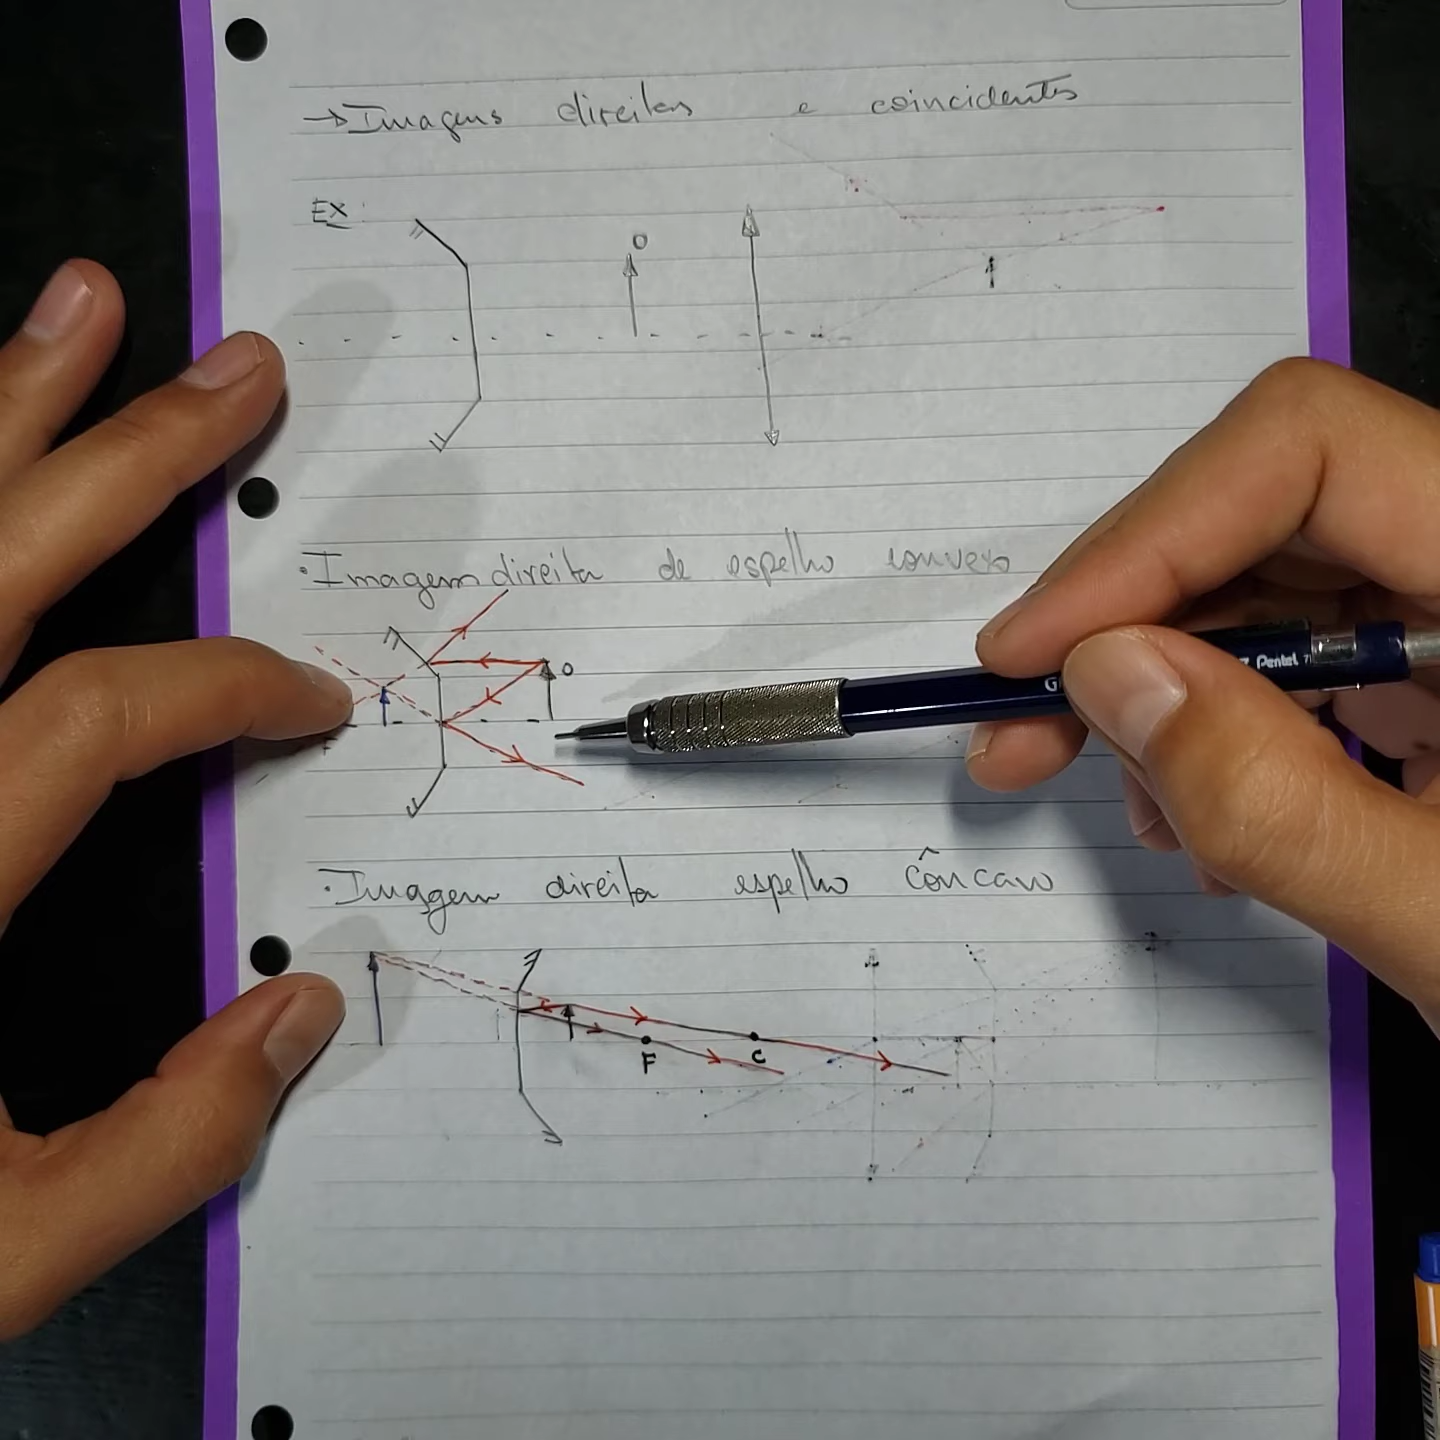 →Imagens direitas e coincidentes
EX:
O
·Imagem direita de espelho convexo
O
F
G Pentel
·Imagem direita espelho côncavo
F C